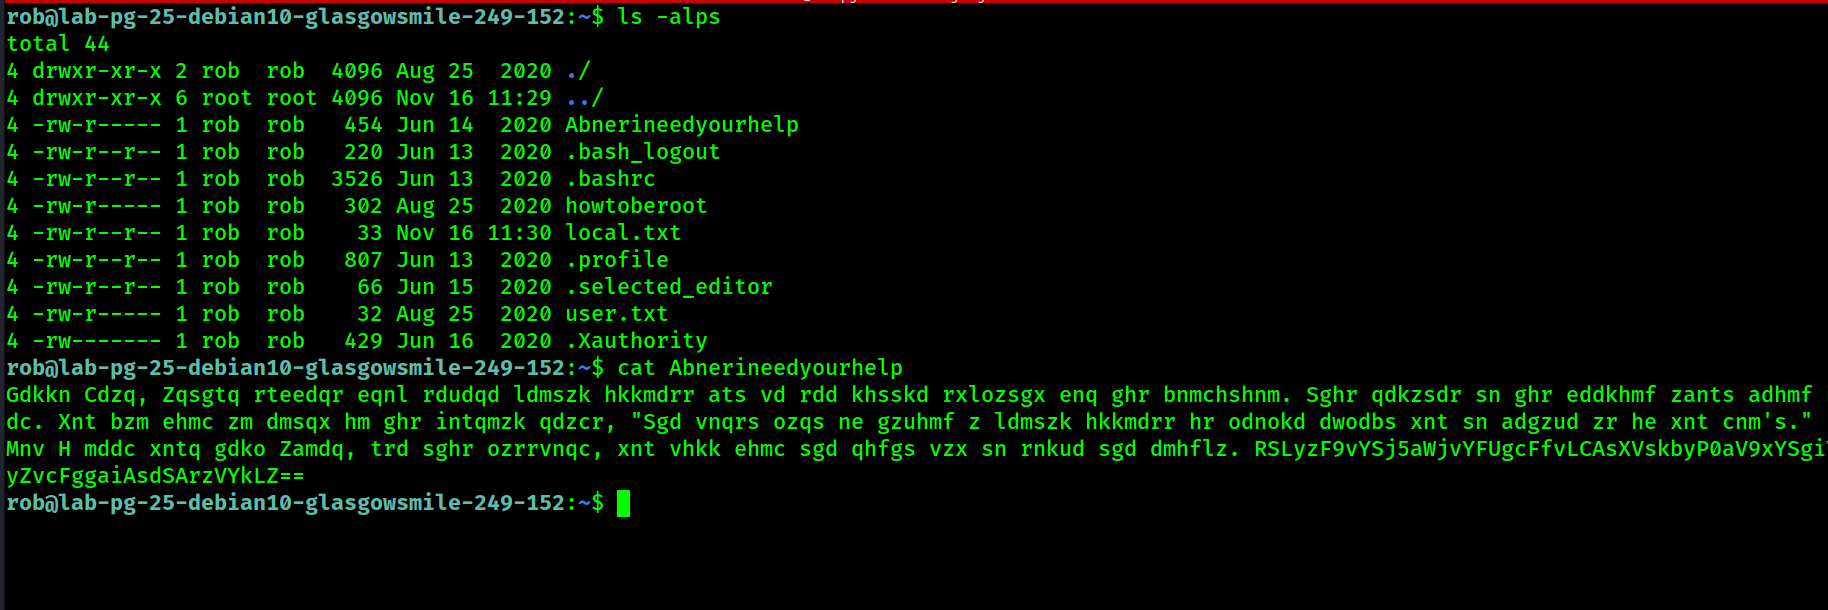 rob@lab-pg-25-debian10-glasgowsmile-249-152:~$ ls -alps
total 44
4 drwxr-xr-x 2 rob  rob  4096 Aug 25  2020 ./
4 drwxr-xr-x 6 root root 4096 Nov 16 11:29 ../
4 -rw-r----- 1 rob  rob   454 Jun 14  2020 Abnerineedyourhelp
4 -rw-r--r-- 1 rob  rob   220 Jun 13  2020 .bash_logout
4 -rw-r--r-- 1 rob  rob  3526 Jun 13  2020 .bashrc
4 -rw-r----- 1 rob  rob   302 Aug 25  2020 howtoberoot
4 -rw-r--r-- 1 rob  rob    33 Nov 16 11:30 local.txt
4 -rw-r--r-- 1 rob  rob   807 Jun 13  2020 .profile
4 -rw-r--r-- 1 rob  rob    66 Jun 15  2020 .selected_editor
4 -rw-r----- 1 rob  rob    32 Aug 25  2020 user.txt
4 -rw------- 1 rob  rob   429 Jun 16  2020 .Xauthority
rob@lab-pg-25-debian10-glasgowsmile-249-152:~$ cat Abnerineedyourhelp
Gdkkn Cdzq, Zqsgtq rteedqr eqnl rdudqd ldmszk hkkmdrr ats vd rdd khsskd rxlozsgx enq ghr bnmchshnm. Sghr qdkzsdr sn ghr eddkhmf zants adhmf
dc. Xnt bzm ehmc zm dmsqx hm ghr intqmzk qdzcr, "Sgd vnqrs ozqs ne gzuhmf z ldmszk hkkmdrr hr odnokd dwodbs xnt sn adgzud zr he xnt cnm's."
Mnv H mddc xntq gdko Zamdq, trd sghr ozrrvnqc, xnt vhkk ehmc sgd qhfgs vzx sn rnkud sgd dmhflz. RSLyzF9vYSj5aWjvYFUgcFfvLCAsXVskbyP0aV9xYSgiY
yZvcFggaiAsdSArzVYkLZ==
rob@lab-pg-25-debian10-glasgowsmile-249-152:~$